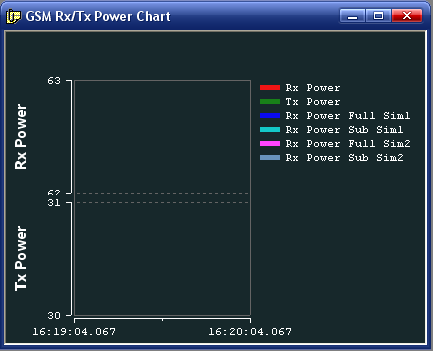 GSM Rx/Tx Power Chart
63
Rx Power
62
31
Tx Power
30
16:19:04.067
16:20:04.067
Rx Power
Tx Power
Rx Power Full Sim1
Rx Power Sub Sim1
Rx Power Full Sim2
Rx Power Sub Sim2